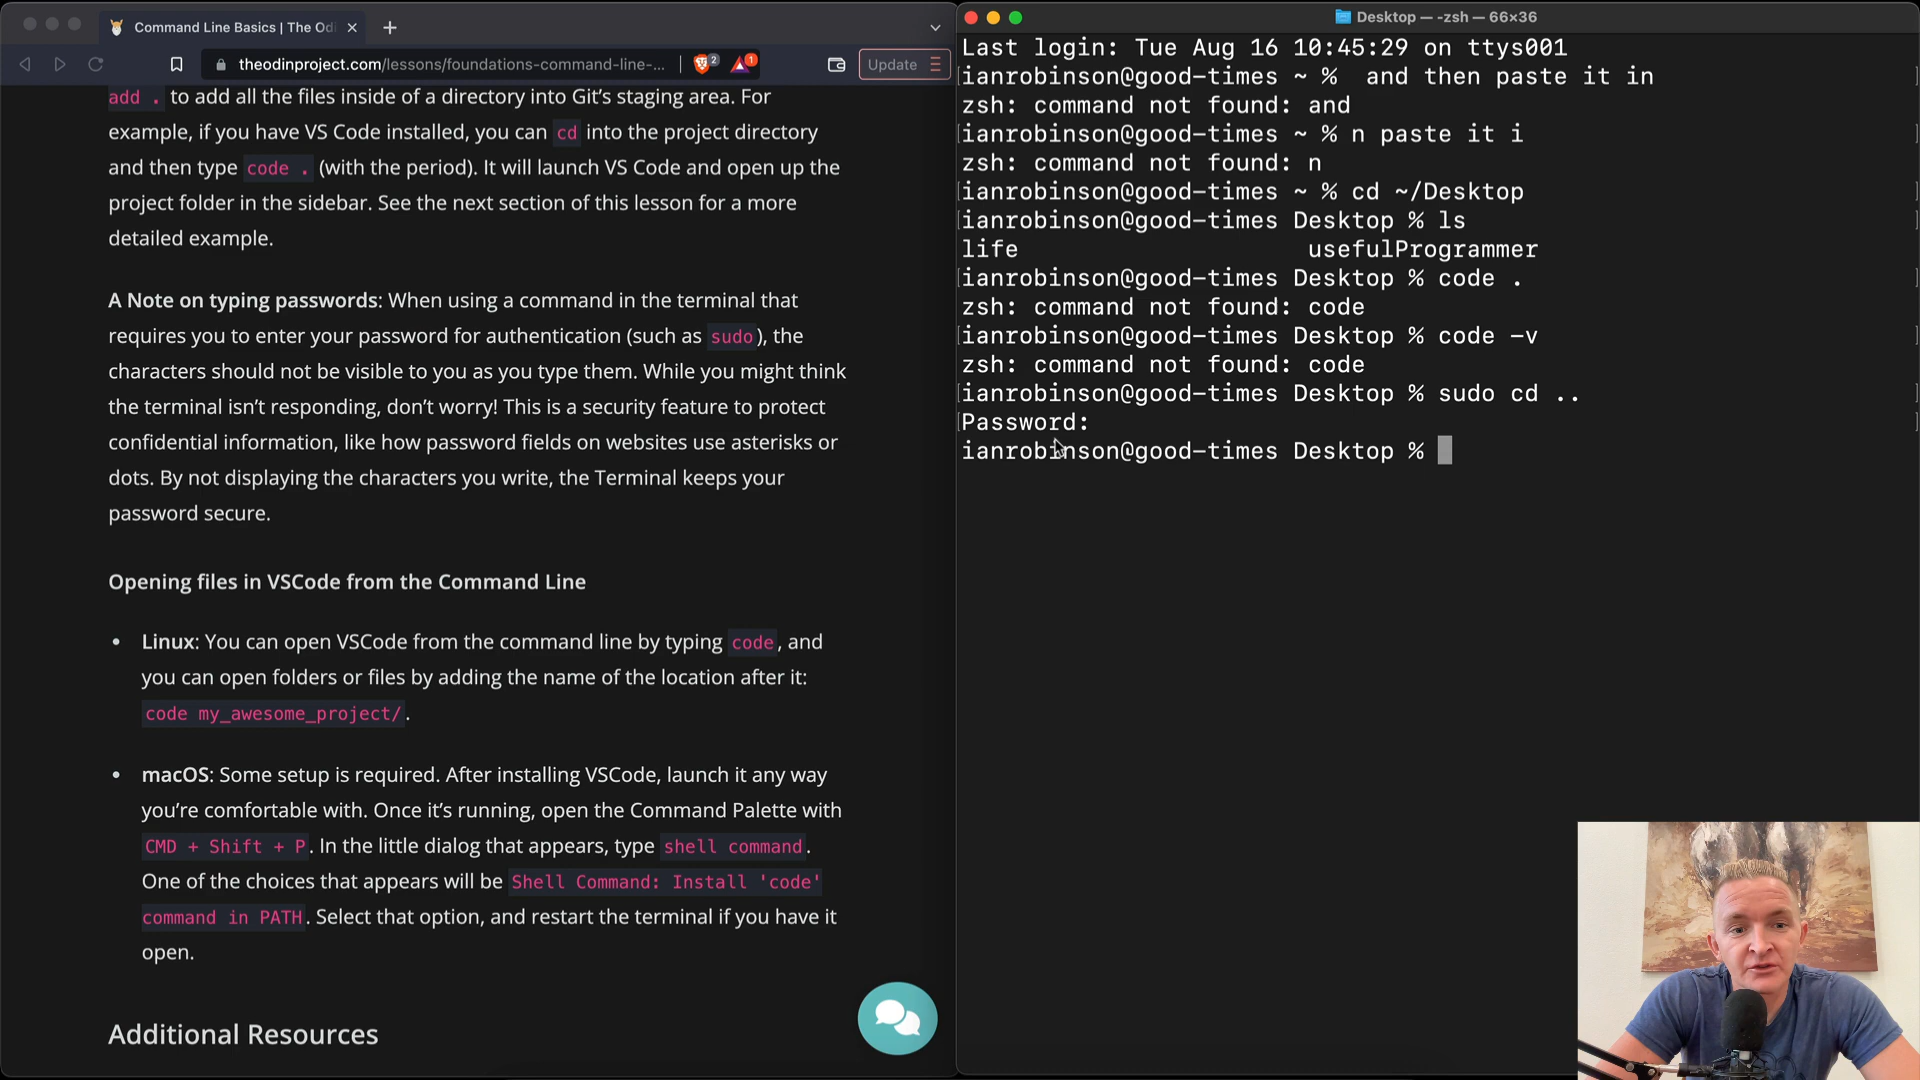 Command Line Basics | The Odi
theodinproject.com/lessons/foundations-command-line-...
2
1
Update
add . to add all the files inside of a directory into Git’s staging area. For
example, if you have VS Code installed, you can cd into the project directory
and then type code . (with the period). It will launch VS Code and open up the
project folder in the sidebar. See the next section of this lesson for a more
detailed example.
A Note on typing passwords: When using a command in the terminal that
requires you to enter your password for authentication (such as sudo), the
characters should not be visible to you as you type them. While you might think
the terminal isn’t responding, don’t worry! This is a security feature to protect
confidential information, like how password fields on websites use asterisks or
dots. By not displaying the characters you write, the Terminal keeps your
password secure.
Opening files in VSCode from the Command Line
• Linux: You can open VSCode from the command line by typing code, and
you can open folders or files by adding the name of the location after it:
code my_awesome_project/.
• macOS: Some setup is required. After installing VSCode, launch it any way
you’re comfortable with. Once it’s running, open the Command Palette with
CMD + Shift + P. In the little dialog that appears, type shell command.
One of the choices that appears will be Shell Command: Install 'code'
command in PATH. Select that option, and restart the terminal if you have it
open.
Additional Resources
Desktop — -zsh — 66×36
Last login: Tue Aug 16 10:45:29 on ttys001
ianrobinson@good-times ~ %  and then paste it in
zsh: command not found: and
ianrobinson@good-times ~ % n paste it i
zsh: command not found: n
ianrobinson@good-times ~ % cd ~/Desktop
ianrobinson@good-times Desktop % ls
life usefulProgrammer
ianrobinson@good-times Desktop % code .
zsh: command not found: code
ianrobinson@good-times Desktop % code -v
zsh: command not found: code
ianrobinson@good-times Desktop % sudo cd ..
Password:
ianrobinson@good-times Desktop %